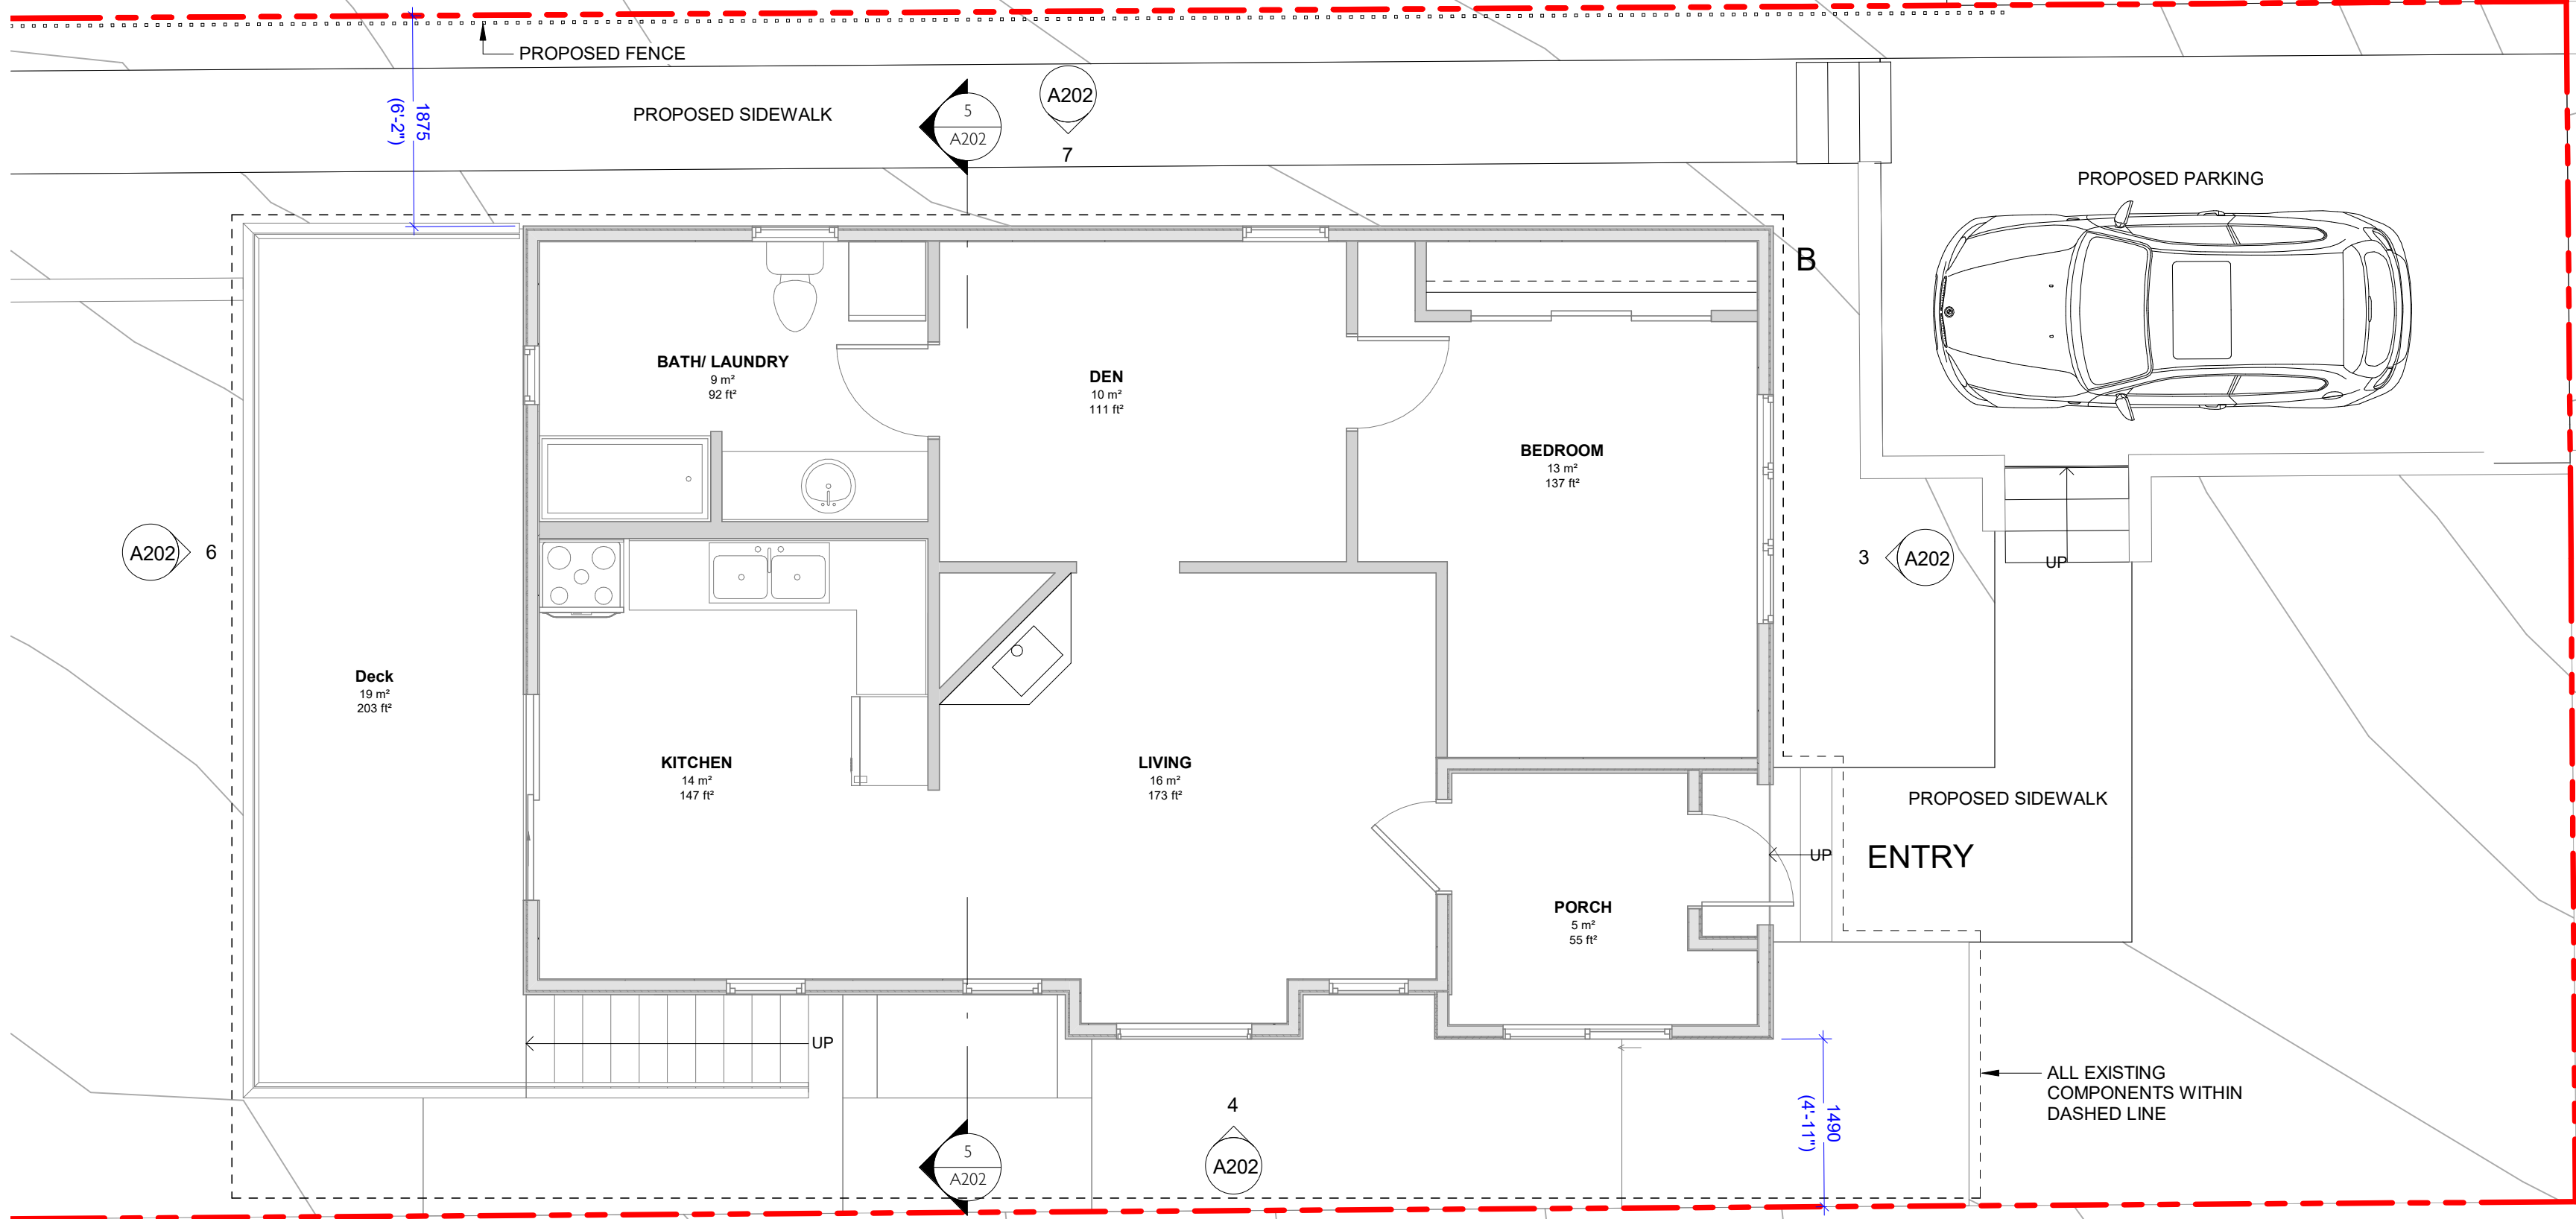 PROPOSED FENCE
PROPOSED SIDEWALK
1875
(6'-2")
5
A202
A202
7
PROPOSED PARKING
B
BATH/ LAUNDRY
9 m²
92 ft²
DEN
10 m²
111 ft²
BEDROOM
13 m²
137 ft²
A202
6
3
A202
UP
Deck
19 m²
203 ft²
KITCHEN
14 m²
147 ft²
LIVING
16 m²
173 ft²
PROPOSED SIDEWALK
UP
ENTRY
PORCH
5 m²
55 ft²
UP
ALL EXISTING
COMPONENTS WITHIN
DASHED LINE
1490
(4'-11")
4
A202
5
A202